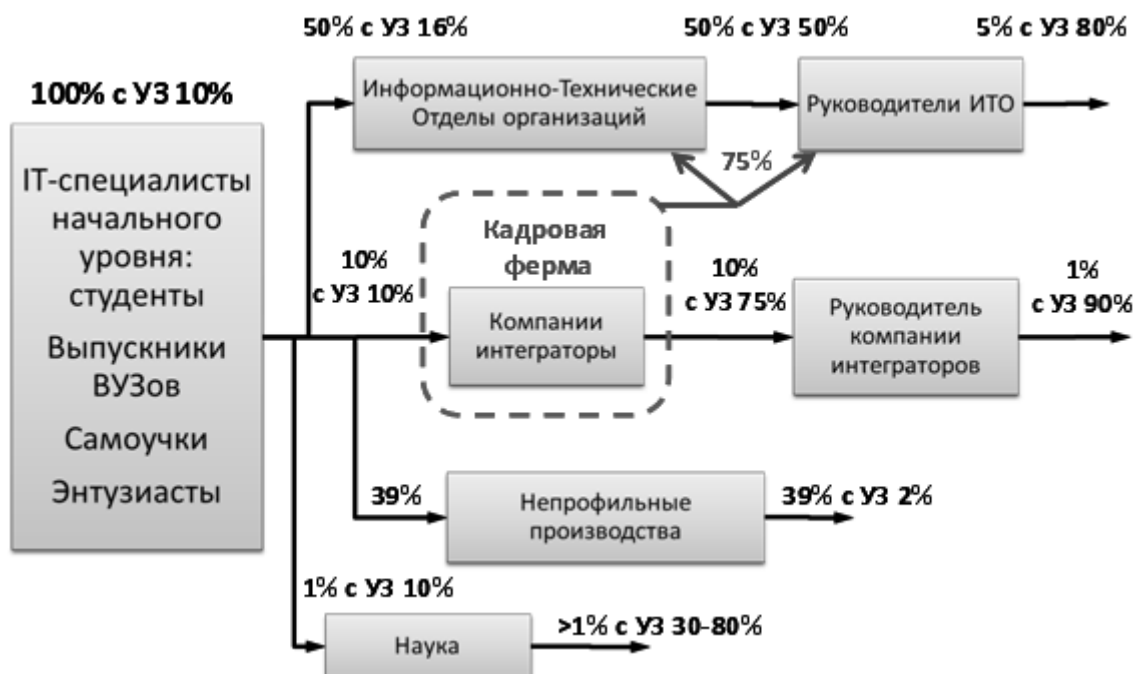 50% с УЗ 16%
50% с УЗ 50%
5% с УЗ 80%
100% с УЗ 10%
Информационно-Технические
Отделы организаций
Руководители ИТО
IT-специалисты
начального
уровня:
студенты
Выпускники
ВУЗов
Самоучки
Энтузиасты
75%
Кадровая
ферма
10%
с УЗ 10%
Компании
интеграторы
10%
с УЗ 75%
Руководитель
компании
интеграторов
1%
с УЗ 90%
39%
Непрофильные
производства
39% с УЗ 2%
1% с УЗ 10%
Наука
>1% с УЗ 30-80%